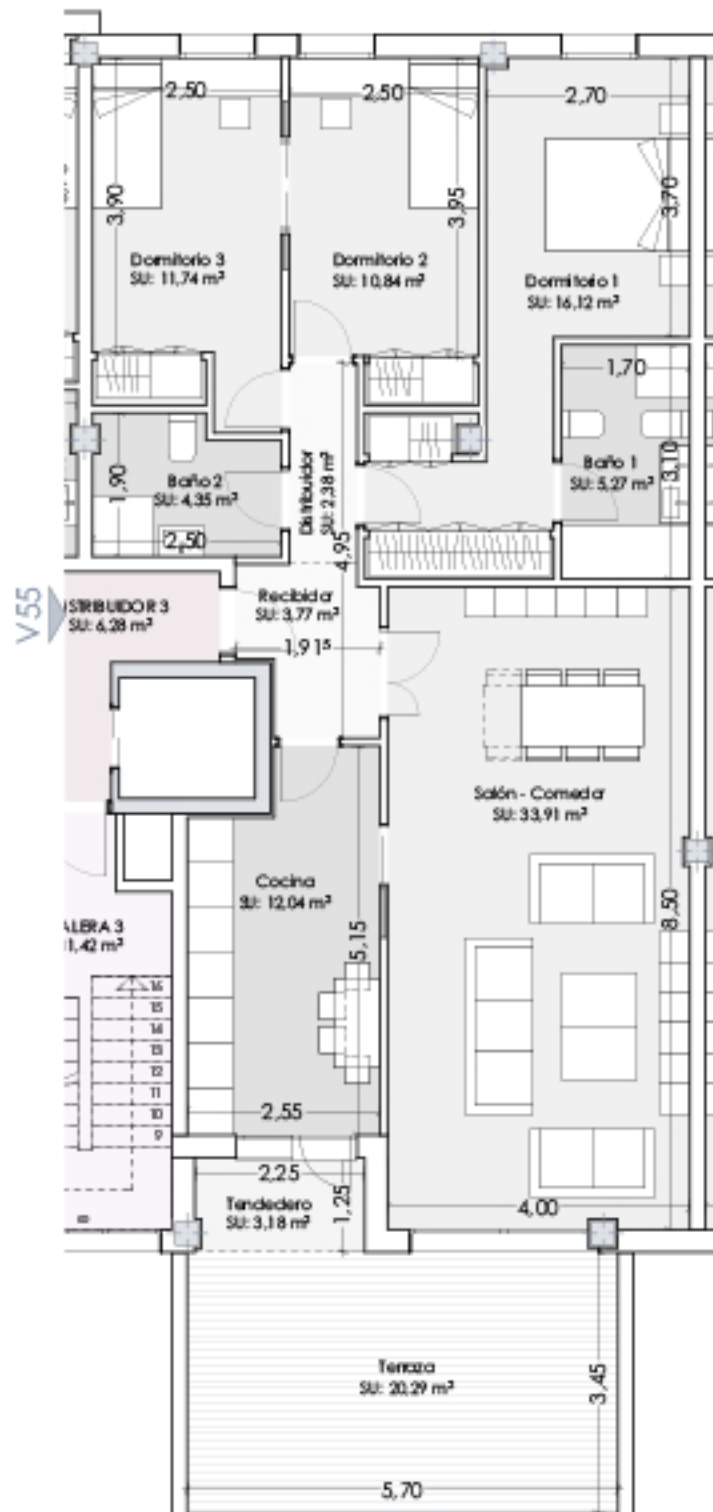 2,50
2,50
2,70
3,90
3,95
3,70
Dormitorio 3
SU: 11,74 m²
Dormitorio 2
SU: 10,84 m²
Dormitorio 1
SU: 16,12 m²
1,70
Baño 2
SU: 4,35 m²
1,90
2,50
Distribuidor
SU: 2,38 m²
Baño 1
SU: 5,27 m²
3,10
4,95
V55
STRIBUIDOR 3
SU: 6,28 m²
Recibidor
SU: 3,77 m²
1,91⁵
Salón - Comedor
SU: 33,91 m²
Cocina
SU: 12,04 m²
5,15
8,50
ALERA 3
11,42 m²
16
15
14
13
12
11
10
9
2,55
2,25
Tendedero
SU: 3,18 m²
1,25
4,00
Terraza
SU: 20,29 m²
3,45
5,70